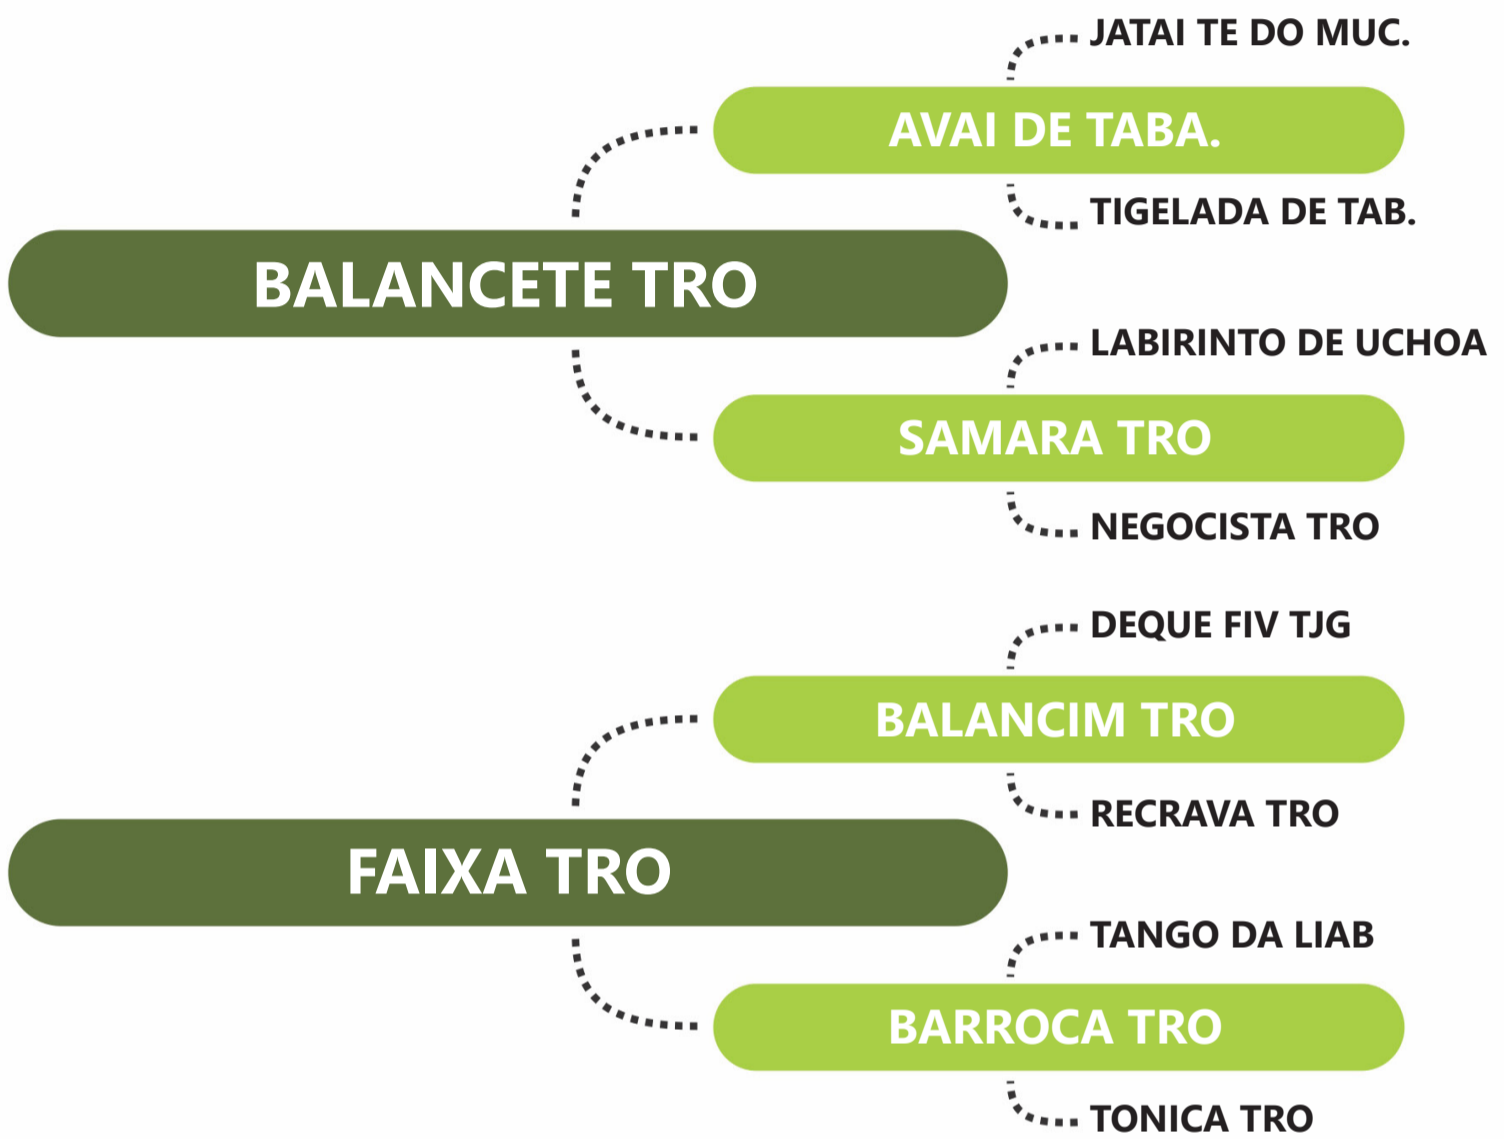 JATAI TE DO MUC.
AVAI DE TABA.
TIGELADA DE TAB.
BALANCETE TRO
LABIRINTO DE UCHOA
SAMARA TRO
NEGOCISTA TRO
DEQUE FIV TJG
BALANCIM TRO
RECRAVA TRO
FAIXA TRO
TANGO DA LIAB
BARROCA TRO
TONICA TRO